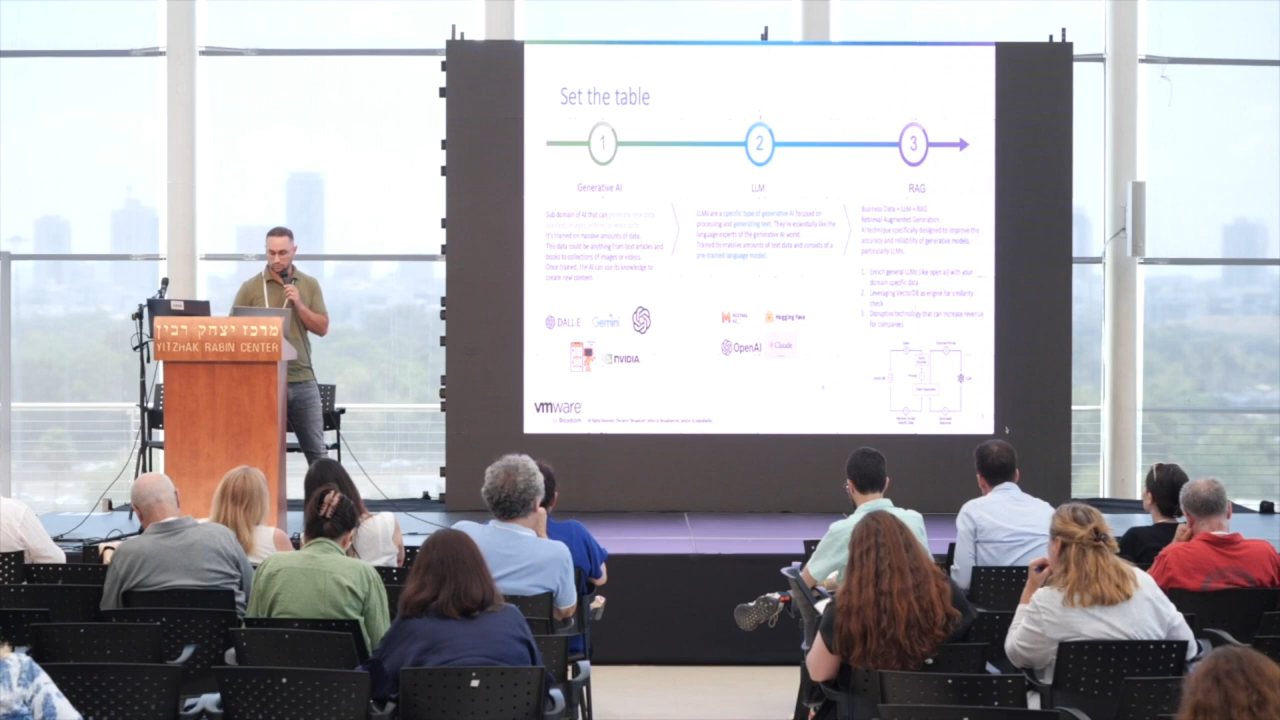 Set the table
1
2
3
Generative AI
LLM
RAG
Sub domain of AI that can
It's trained on massive amounts of data.
This data could be anything from text articles and
books to collections of images or videos.
Once trained, the AI can use its knowledge to
create new content
LLMs are a specific type of generative AI focused on
processing and generating text. They're essentially like the
language experts of the generative AI world.
Trained by massive amounts of text data and consists of a
pre-trained language model.
Business Data + LLM = RAG
Retrieval Augmented Generation
AI technique specifically designed to improve the
accuracy and reliability of generative models,
particularly LLMs.
1. Enrich general LLMs (like open ai) with your
domain specific data
2. Leveraging VectorDB as engine for similarity
check
3. Disruptive technology that can increase revenue
for companies
DALL·E
Gemini
NVIDIA
Hugging Face
OpenAI
Claude
vmware
by Broadcom
מרכז יצחק רבין
YITZHAK RABIN CENTER